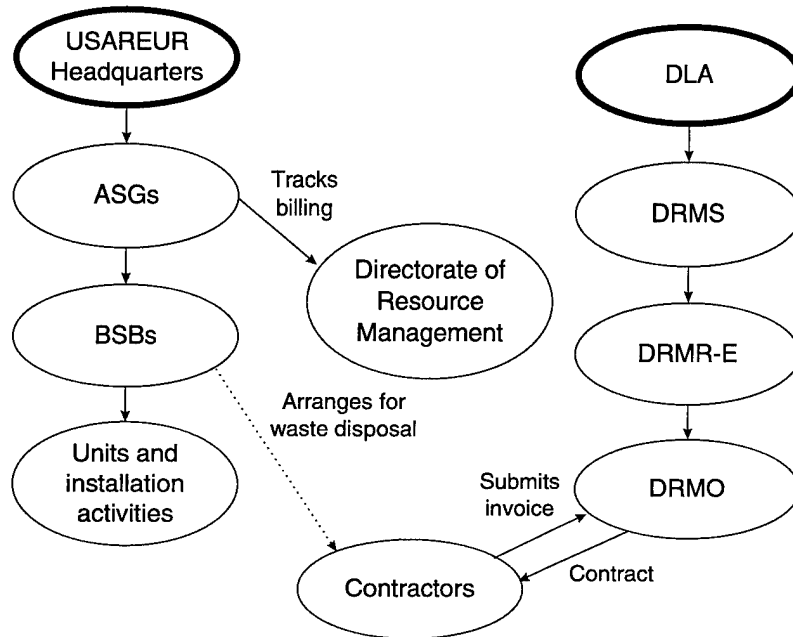 USAREUR
Headquarters
DLA
ASGs
Tracks
billing
DRMS
Directorate of
Resource
Management
BSBs
DRMR-E
Arranges for
waste disposal
Units and
installation
activities
Submits
invoice
DRMO
Contractors
Contract